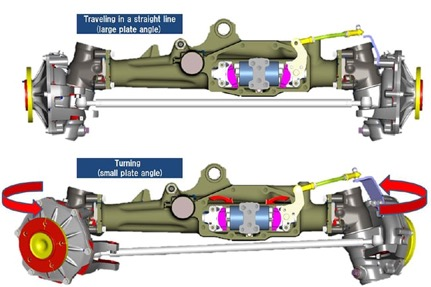 Traveling in a straight line
(large plate angle)
Turning
(small plate angle)